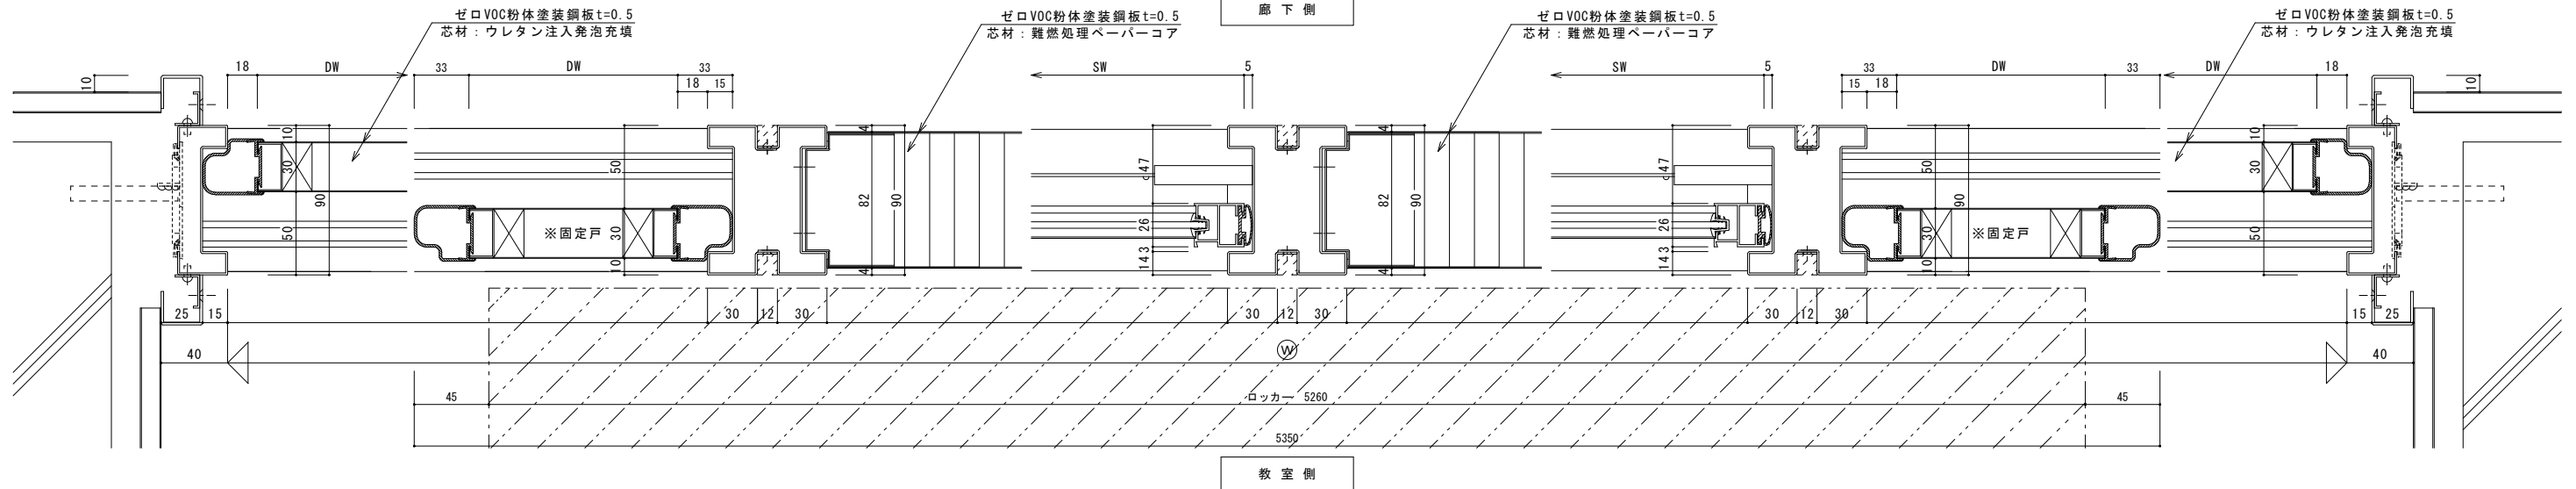 廊下側
ゼロVOC粉体塗装鋼板t=0.5
芯材：ウレタン注入発泡充填
ゼロVOC粉体塗装鋼板t=0.5
芯材：難燃処理ペーパーコア
ゼロVOC粉体塗装鋼板t=0.5
芯材：難燃処理ペーパーコア
ゼロVOC粉体塗装鋼板t=0.5
芯材：ウレタン注入発泡充填
10 18 DW 33 DW 33 SW 5 SW 5 33 DW 33 DW 18 10
18 15 15 18
10 30 50 90
50 30 10
※固定戸
4 82 4 90
47 26 14.3
4 82 4 90
47 26 14.3
50 30 10 90
※固定戸
10 30 50
25 15 30 12 30 30 12 30 30 12 30 15 25
40 W 40
45 ロッカー 5260 45
5350
教室側